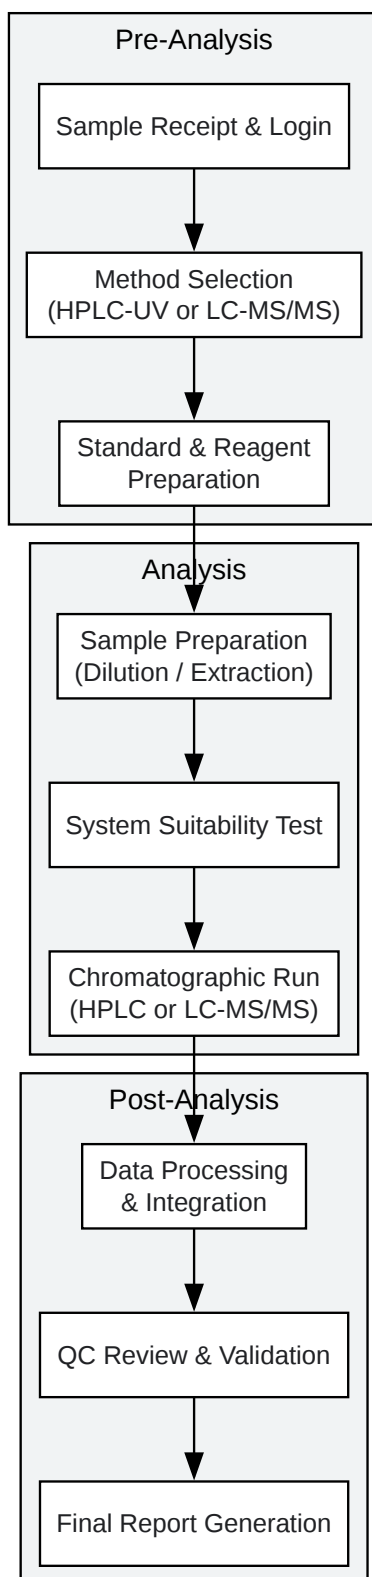 Pre-Analysis
Sample Receipt & Login
Method Selection
(HPLC-UV or LC-MS/MS)
Standard & Reagent
Preparation
Analysis
Sample Preparation
(Dilution / Extraction)
System Suitability Test
Chromatographic Run
(HPLC or LC-MS/MS)
Post-Analysis
Data Processing
& Integration
QC Review & Validation
Final Report Generation